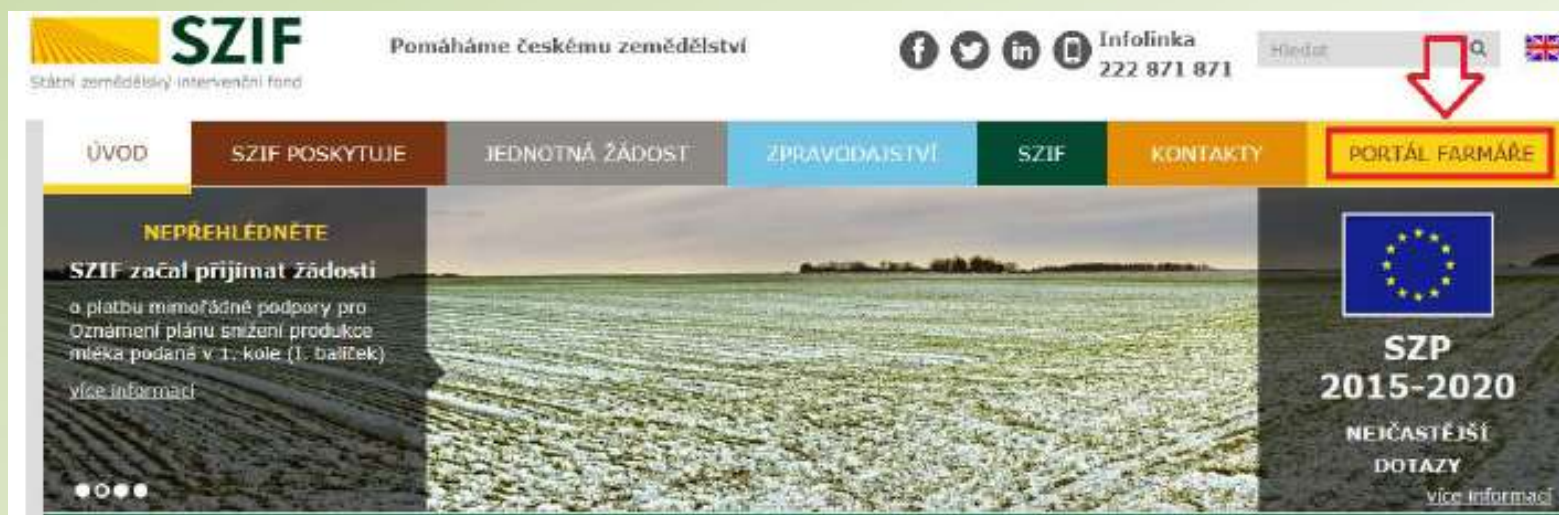 SZIF
Státní zemědělský intervenční fond
Pomáháme českému zemědělství
Infolinka
222 871 871
Hledat
ÚVOD
SZIF POSKYTUJE
JEDNOTNÁ ŽÁDOST
ZPRAVODAJSTVÍ
SZIF
KONTAKTY
PORTÁL FARMÁŘE
NEPŘEHLÉDNĚTE
SZIF začal přijímat žádosti
o platbu mimořádné podpory pro
Oznámení plánu snížení produkce
mléka podaná v 1. kole (I. balíček)
více informací
SZP
2015-2020
NEJČASTĚJŠÍ
DOTAZY
více informací